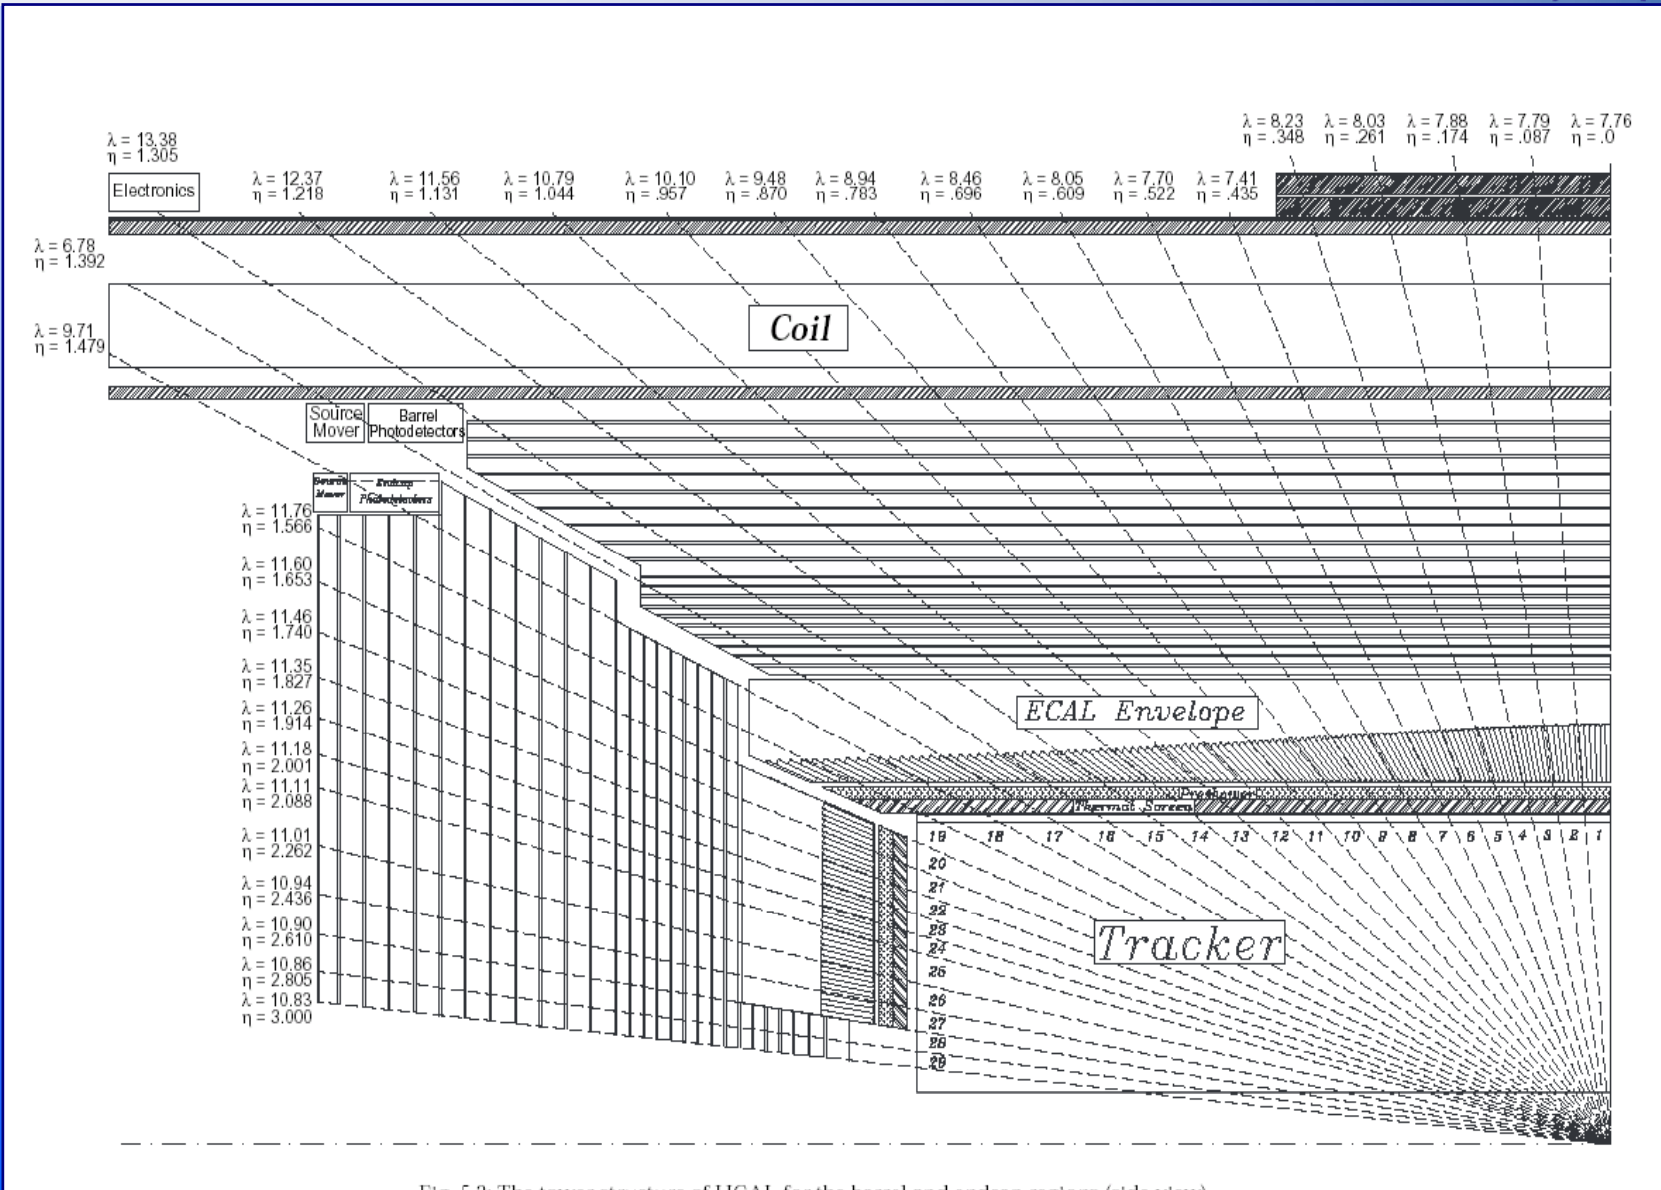 λ = 13.38
η = 1.305
λ = 12.37
η = 1.218
λ = 11.56
η = 1.131
λ = 10.79
η = 1.044
λ = 10.10
η = .957
λ = 9.48
η = .870
λ = 8.94
η = .783
λ = 8.46
η = .696
λ = 8.05
η = .609
λ = 7.70
η = .522
λ = 7.41
η = .435
λ = 8.23
η = .348
λ = 8.03
η = .261
λ = 7.88
η = .174
λ = 7.79
η = .087
λ = 7.76
η = .0
Electronics
λ = 6.78
η = 1.392
λ = 9.71
η = 1.479
Coil
Source
Mover
Barrel
Photodetectors
Source
Mover
Endcap
Photodetectors
λ = 11.76
η = 1.566
λ = 11.60
η = 1.653
λ = 11.46
η = 1.740
λ = 11.35
η = 1.827
λ = 11.26
η = 1.914
λ = 11.18
η = 2.001
λ = 11.11
η = 2.088
λ = 11.01
η = 2.262
λ = 10.94
η = 2.436
λ = 10.90
η = 2.610
λ = 10.86
η = 2.805
λ = 10.83
η = 3.000
ECAL Envelope
Preshower
Thermal Screen
19 18 17 16 15 14 13 12 11 10 9 8 7 6 5 4 3 2 1
20
21
22
23
24
25
26
27
28
29
Tracker